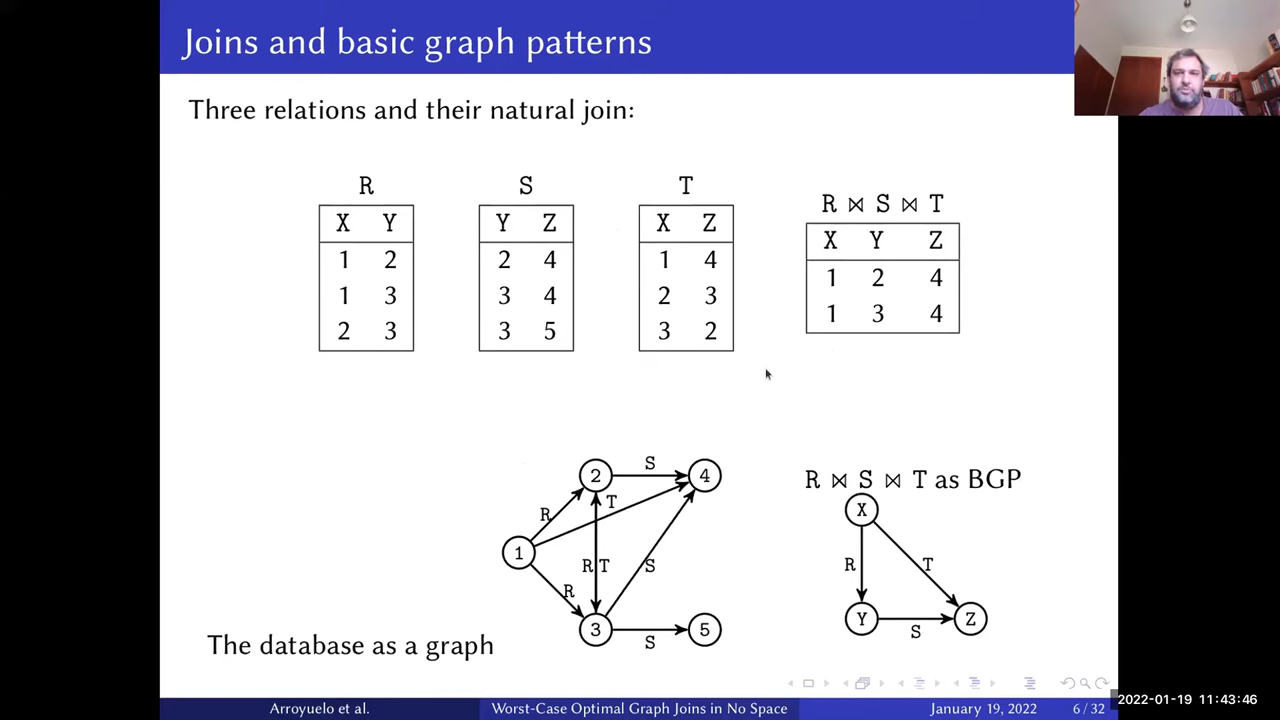 Joins and basic graph patterns
Three relations and their natural join:
R
X Y
1 2
1 3
2 3
S
Y Z
2 4
3 4
3 5
T
X Z
1 4
2 3
3 2
R ⋈ S ⋈ T
X Y Z
1 2 4
1 3 4
2 S 4
R T
1 R T S
R
3 S 5
The database as a graph
R ⋈ S ⋈ T as BGP
X
R T
Y S Z
Arroyuelo et al. Worst-Case Optimal Graph Joins in No Space January 19, 2022 6 / 32
2022-01-19 11:43:46